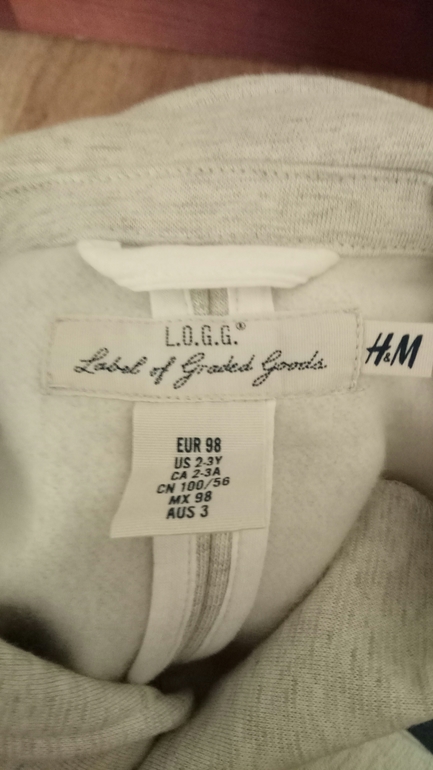 L.O.G.G.®
Label of Graded Goods
H&M
EUR 98
US 2-3Y
CA 2-3A
CN 100/56
MX 98
AUS 3